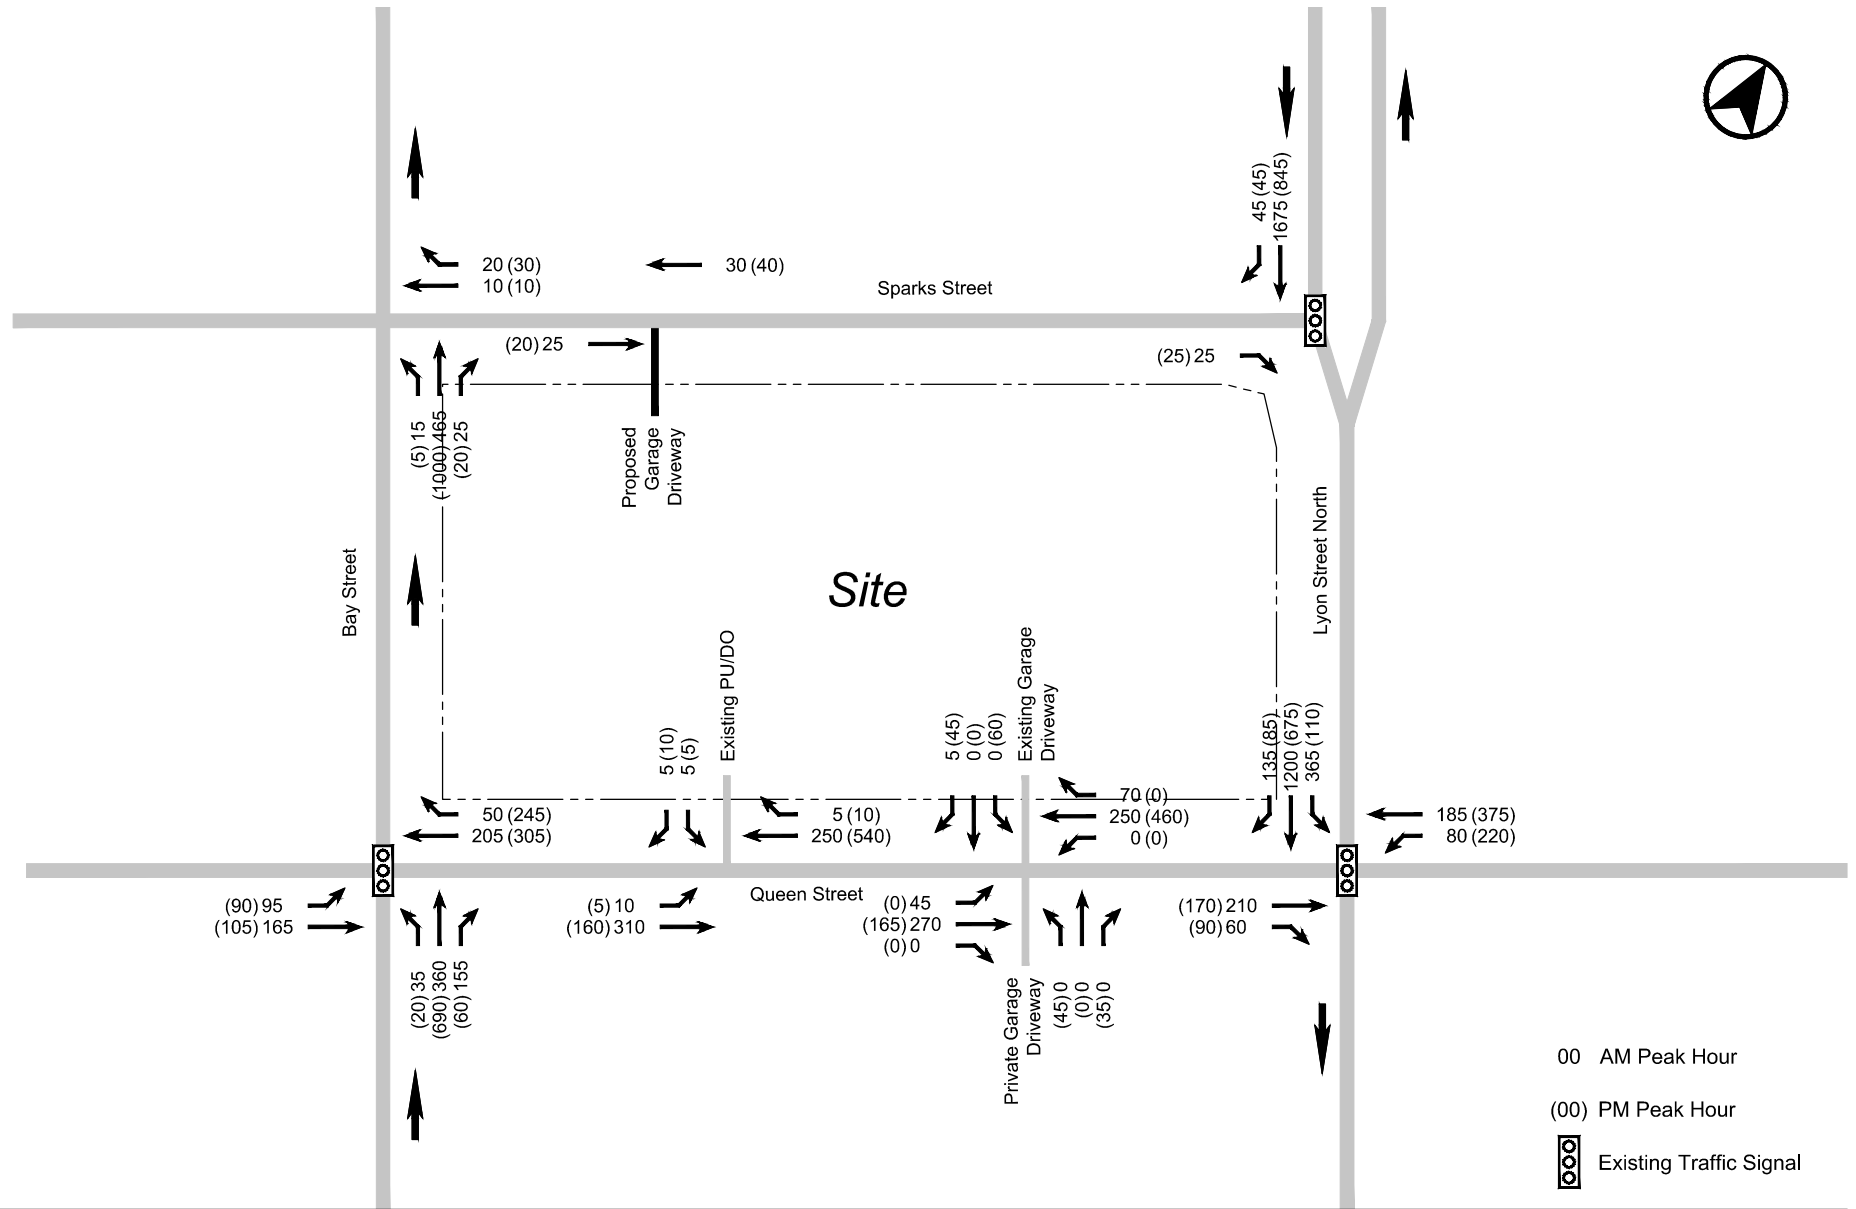 45 (45)
1675 (845)
20 (30)
10 (10)
30 (40)
Sparks Street
(20) 25
(25) 25
(5) 15
(1000) 465
(20) 25
Proposed
Garage
Driveway
Bay Street
Site
Lyon Street North
Existing PU/DO
Existing Garage
Driveway
5 (10)
5 (5)
5 (45)
0 (0)
0 (60)
135 (85)
1200 (675)
365 (110)
50 (245)
205 (305)
5 (10)
250 (540)
70 (0)
250 (460)
0 (0)
185 (375)
80 (220)
Queen Street
(90) 95
(105) 165
(5) 10
(160) 310
(0) 45
(165) 270
(0) 0
(170) 210
(90) 60
(20) 35
(690) 360
(60) 155
Private Garage
Driveway
(45) 0
(0) 0
(35) 0
00 AM Peak Hour
(00) PM Peak Hour
Existing Traffic Signal